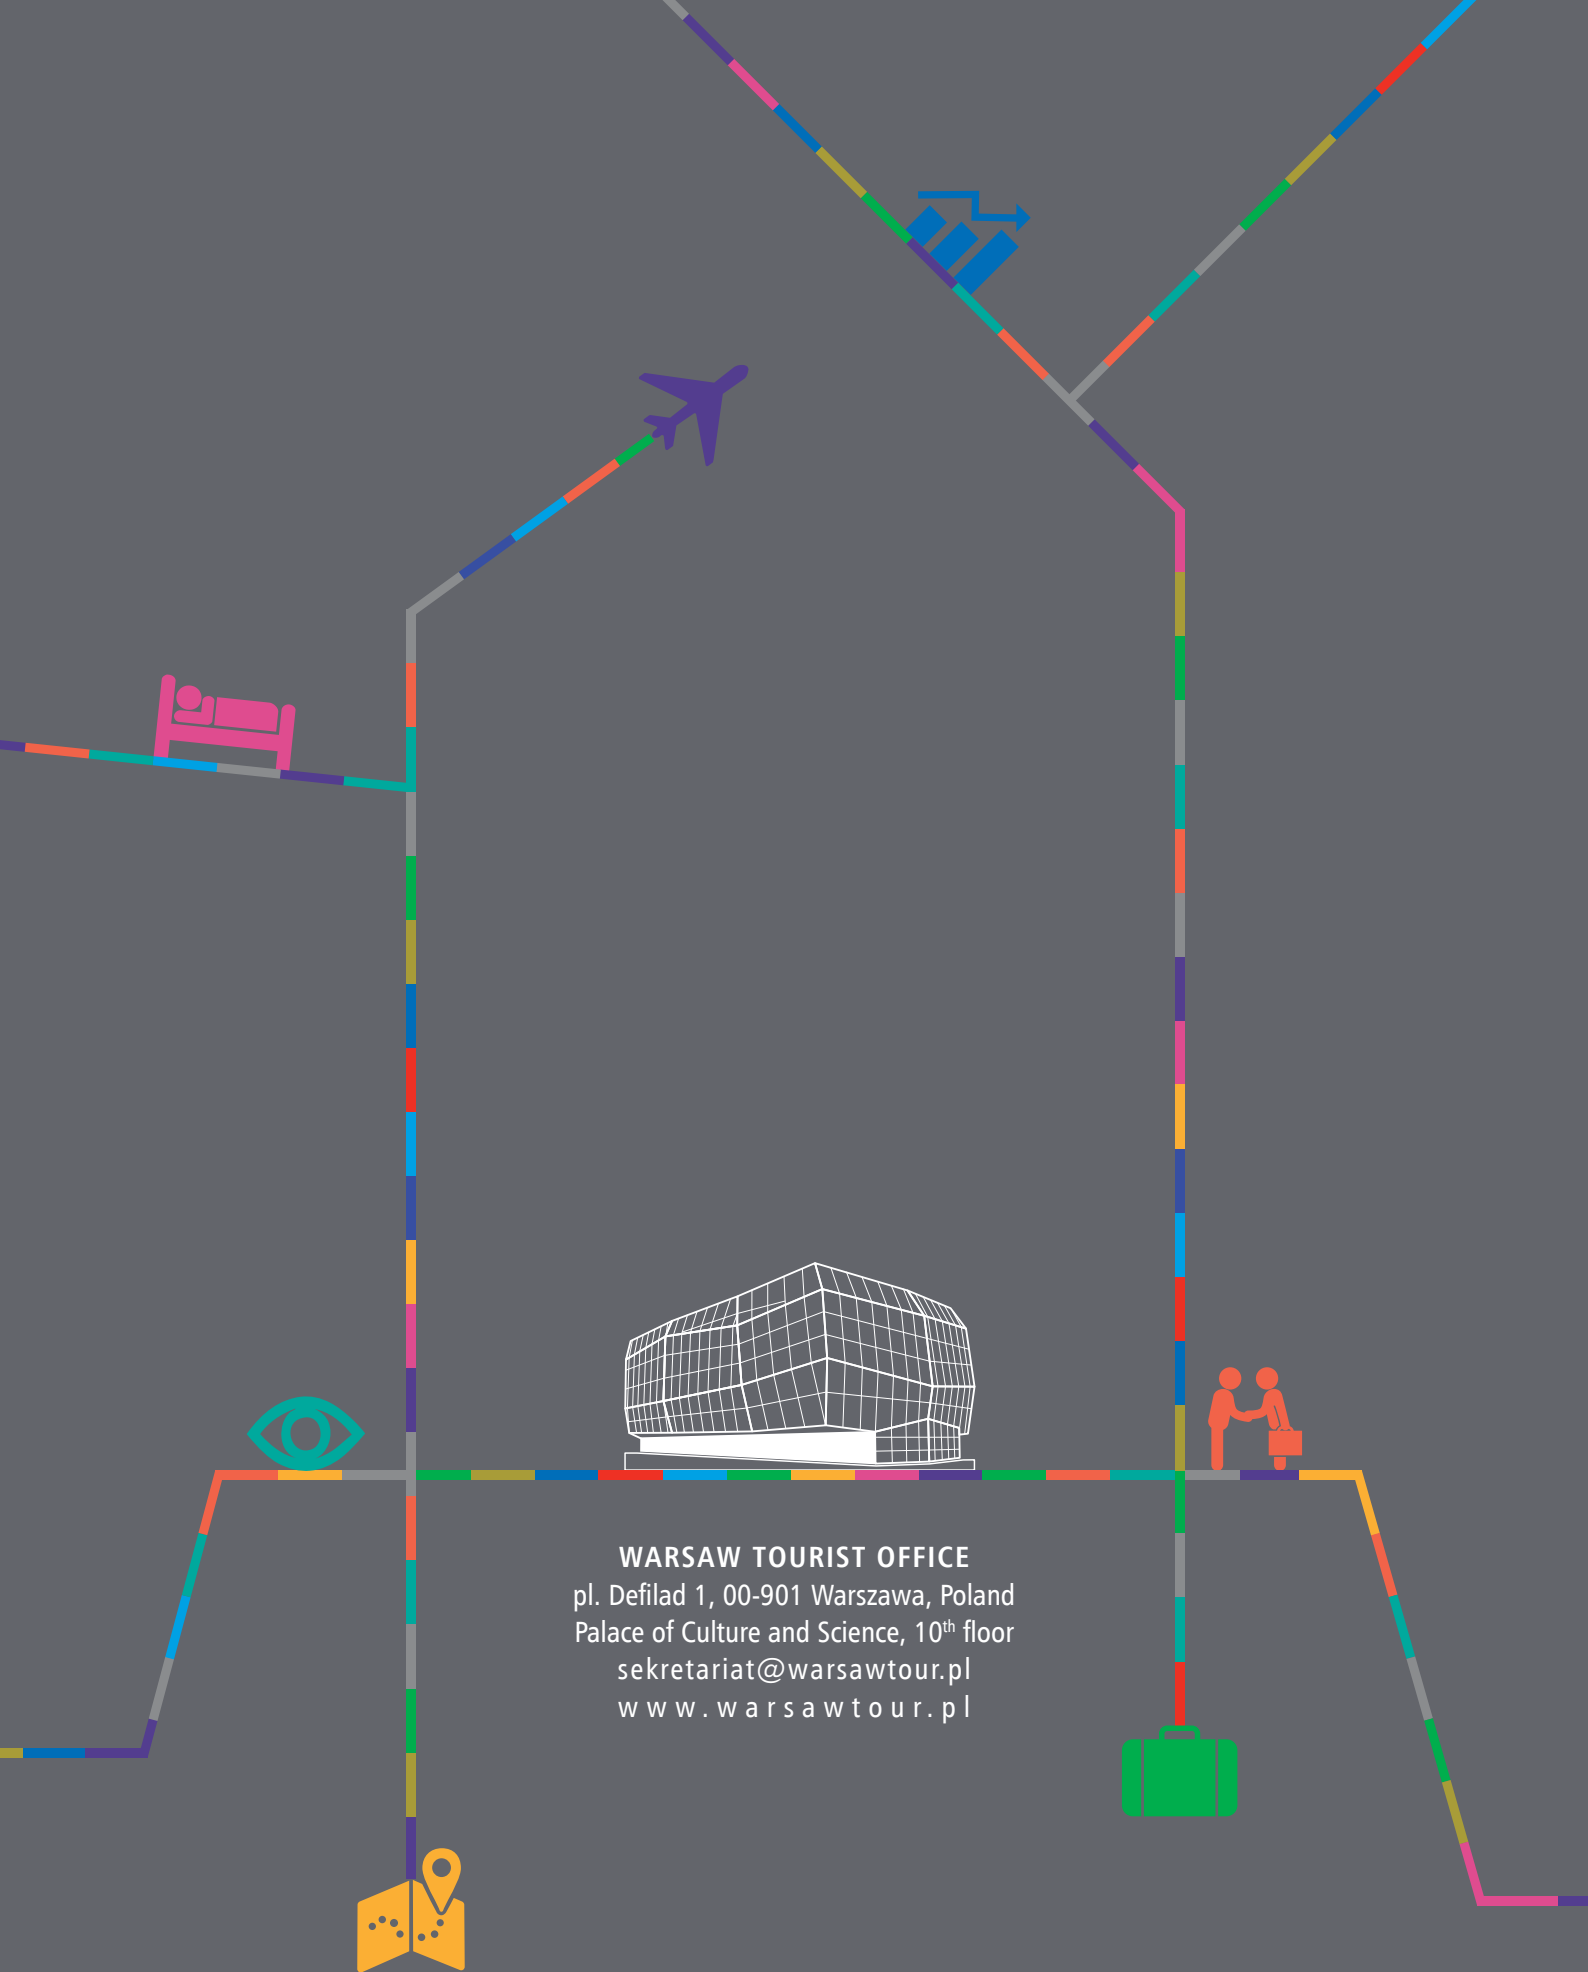 WARSAW TOURIST OFFICE
pl. Defilad 1, 00-901 Warszawa, Poland
Palace of Culture and Science, 10th floor
sekretariat@warsawtour.pl
www.warsawtour.pl